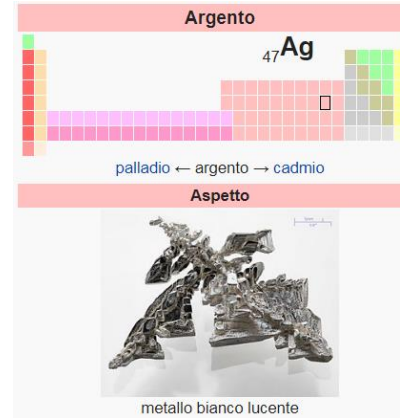 Argento
47Ag
palladio ← argento → cadmio
Aspetto
metallo bianco lucente